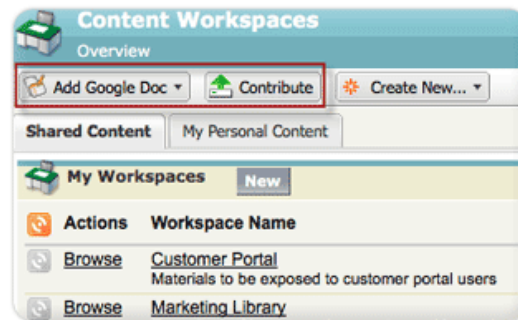 Content Workspaces
Overview
Add Google Doc Contribute Create New...
Shared Content My Personal Content
My Workspaces New
Actions Workspace Name
Browse Customer Portal
Materials to be exposed to customer portal users
Browse Marketing Library